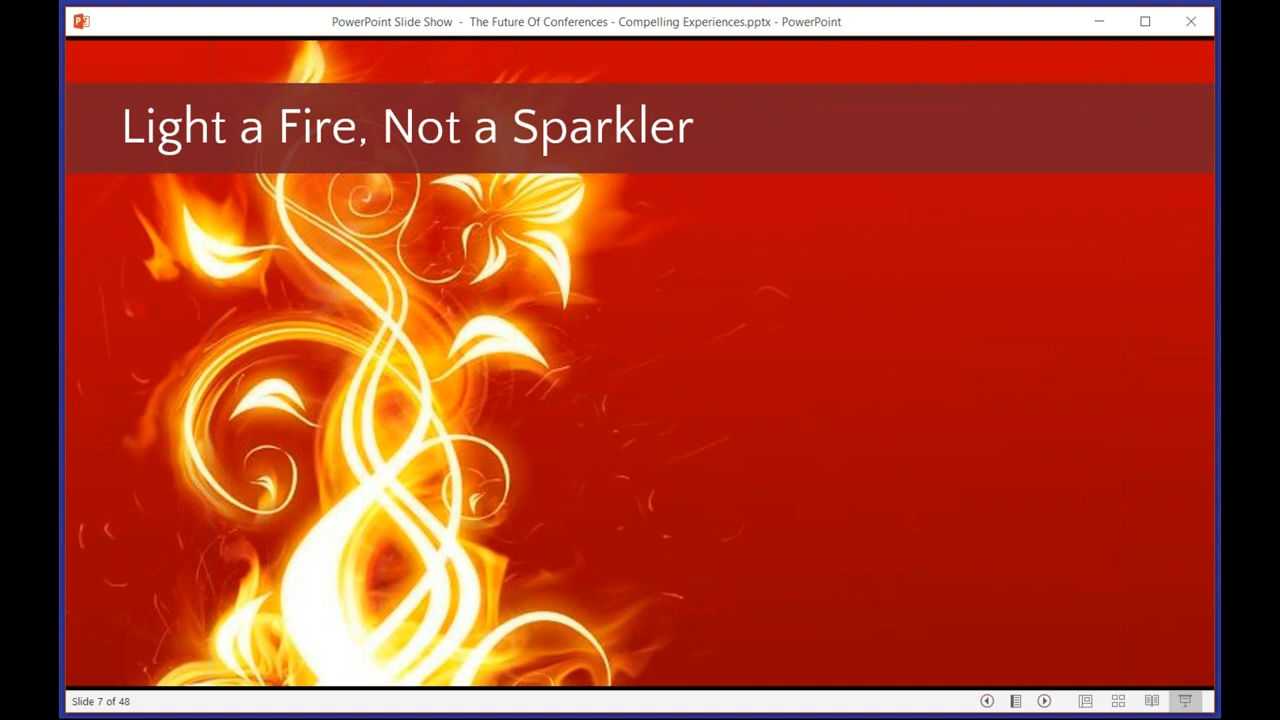 PowerPoint Slide Show - The Future Of Conferences - Compelling Experiences.pptx - PowerPoint
Light a Fire, Not a Sparkler
Slide 7 of 48